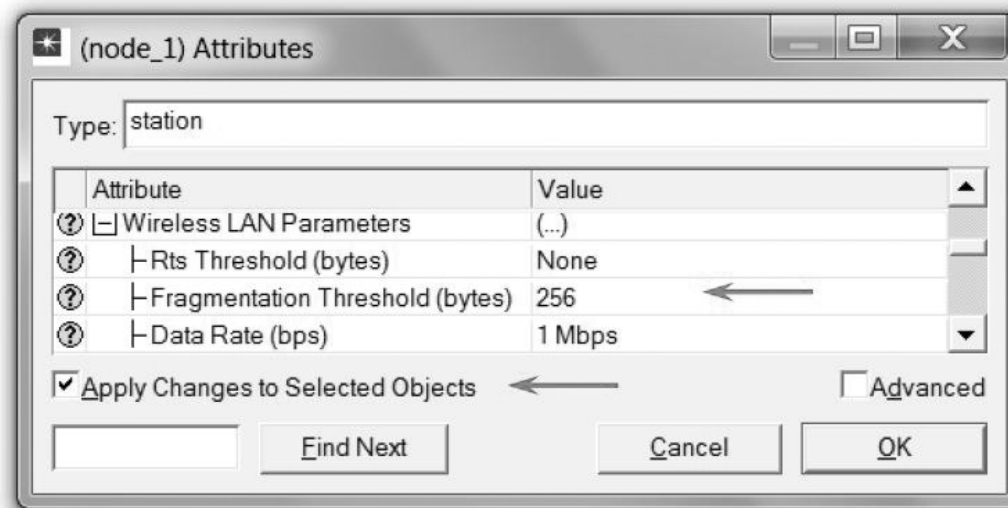 (node_1) Attributes
Type: station
Attribute Value
Wireless LAN Parameters (...)
Rts Threshold (bytes) None
Fragmentation Threshold (bytes) 256
Data Rate (bps) 1 Mbps
Apply Changes to Selected Objects Advanced
Find Next Cancel OK